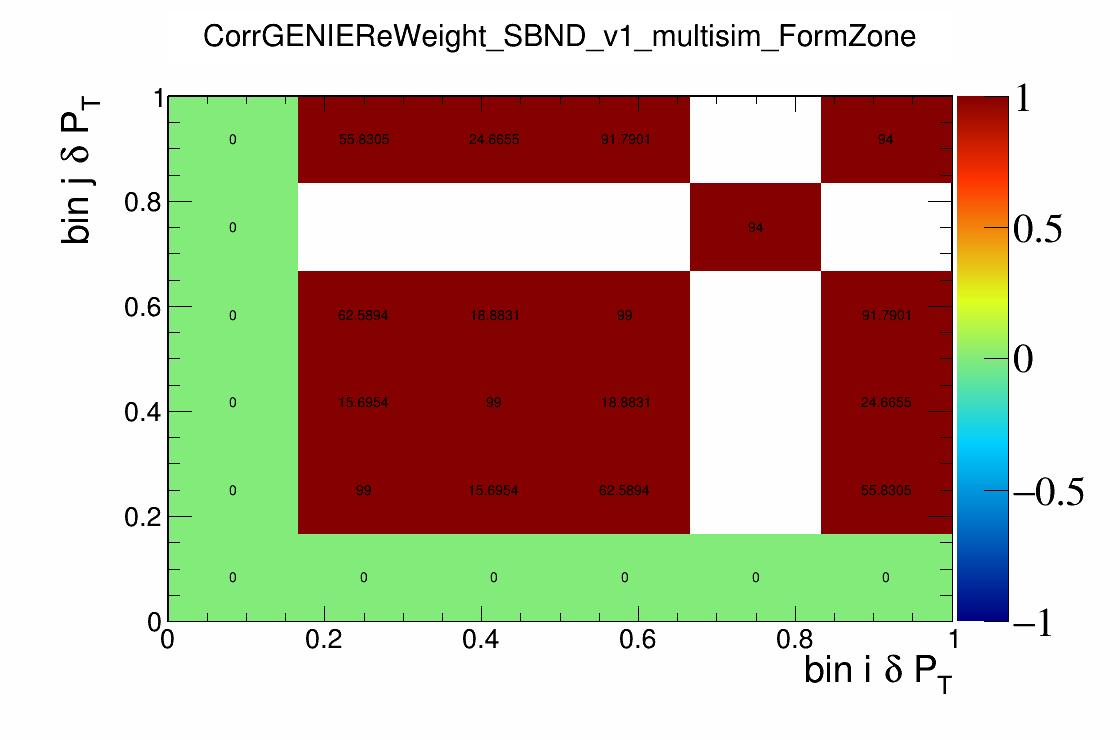 CorrGENIEReWeight_SBND_v1_multisim_FormZone
bin j δ P_T
1
0.8
0.6
0.4
0.2
0
0 55.8305 24.6655 91.7901 94
0 94
0 62.5894 18.8831 99 91.7901
0 15.6954 99 18.8831 24.6655
0 99 15.6954 62.5894 55.8305
0 0 0 0 0 0
0 0.2 0.4 0.6 0.8 1
bin i δ P_T
1
0.5
0
−0.5
−1